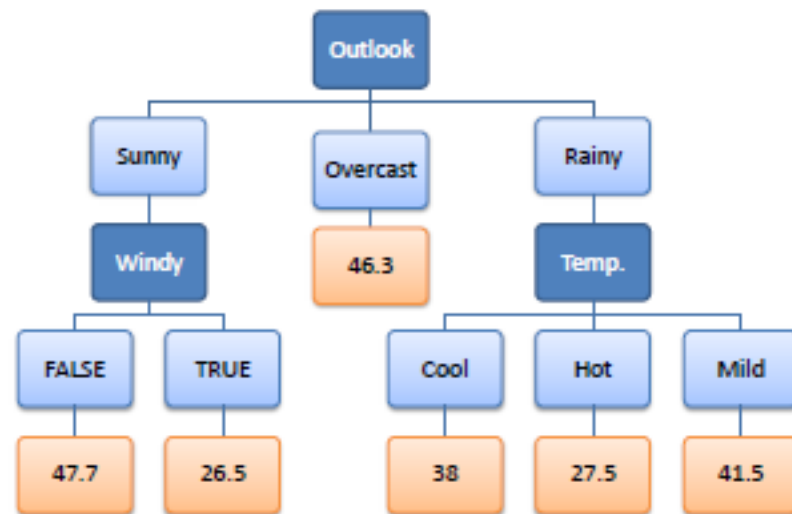 Outlook
Sunny
Overcast
Rainy
Windy
46.3
Temp.
FALSE
TRUE
Cool
Hot
Mild
47.7
26.5
38
27.5
41.5